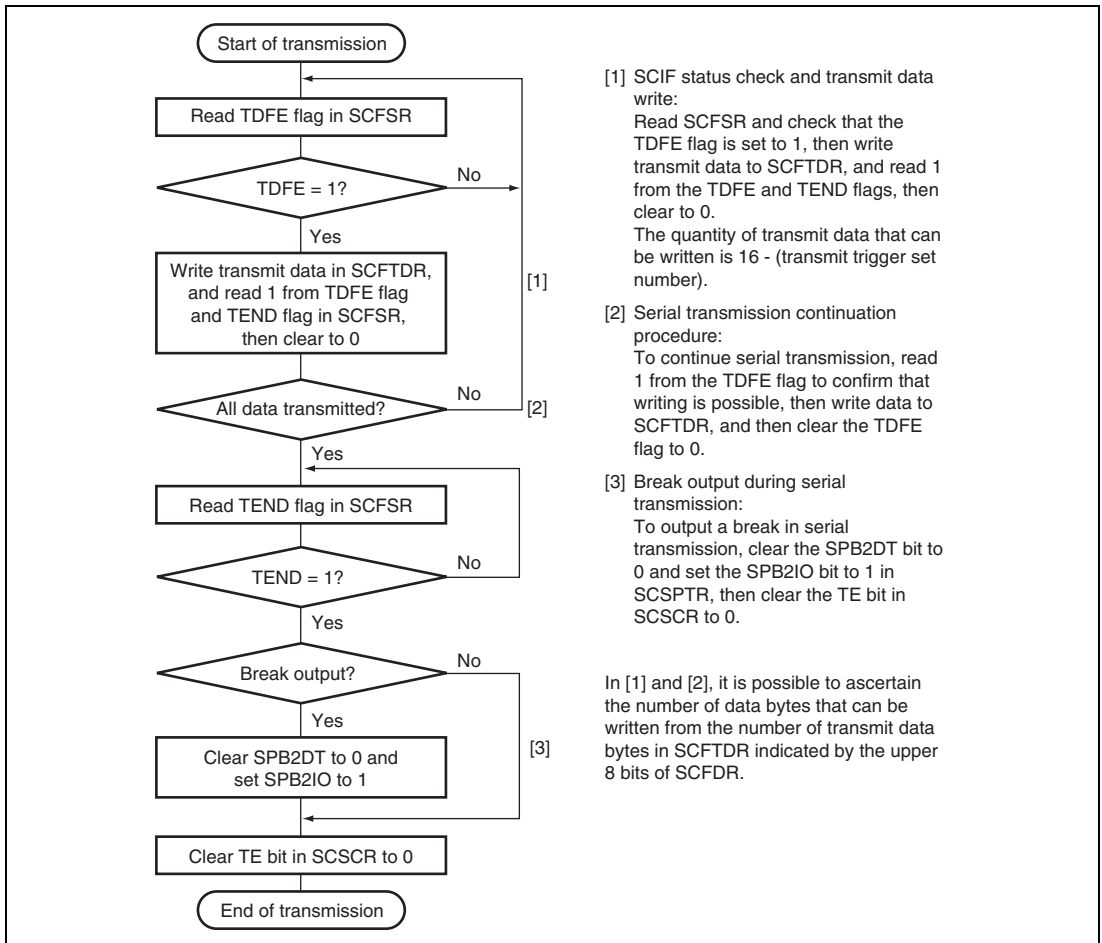 Start of transmission
Read TDFE flag in SCFSR
TDFE = 1?
No
Yes
Write transmit data in SCFTDR,
and read 1 from TDFE flag
and TEND flag in SCFSR,
then clear to 0
[1]
All data transmitted?
No
[2]
Yes
Read TEND flag in SCFSR
TEND = 1?
No
Yes
Break output?
No
Yes
Clear SPB2DT to 0 and
set SPB2IO to 1
[3]
Clear TE bit in SCSCR to 0
End of transmission
[1] SCIF status check and transmit data
write:
Read SCFSR and check that the
TDFE flag is set to 1, then write
transmit data to SCFTDR, and read 1
from the TDFE and TEND flags, then
clear to 0.
The quantity of transmit data that can
be written is 16 - (transmit trigger set
number).
[2] Serial transmission continuation
procedure:
To continue serial transmission, read
1 from the TDFE flag to confirm that
writing is possible, then write data to
SCFTDR, and then clear the TDFE
flag to 0.
[3] Break output during serial
transmission:
To output a break in serial
transmission, clear the SPB2DT bit to
0 and set the SPB2IO bit to 1 in
SCSPTR, then clear the TE bit in
SCSCR to 0.
In [1] and [2], it is possible to ascertain
the number of data bytes that can be
written from the number of transmit data
bytes in SCFTDR indicated by the upper
8 bits of SCFDR.